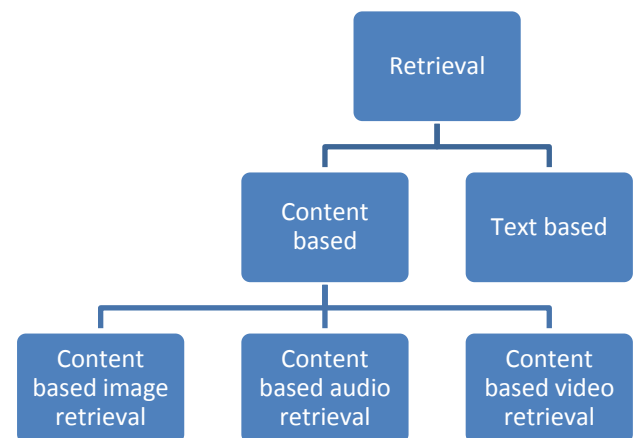 Retrieval
Content
based
Text based
Content
based image
retrieval
Content
based audio
retrieval
Content
based video
retrieval